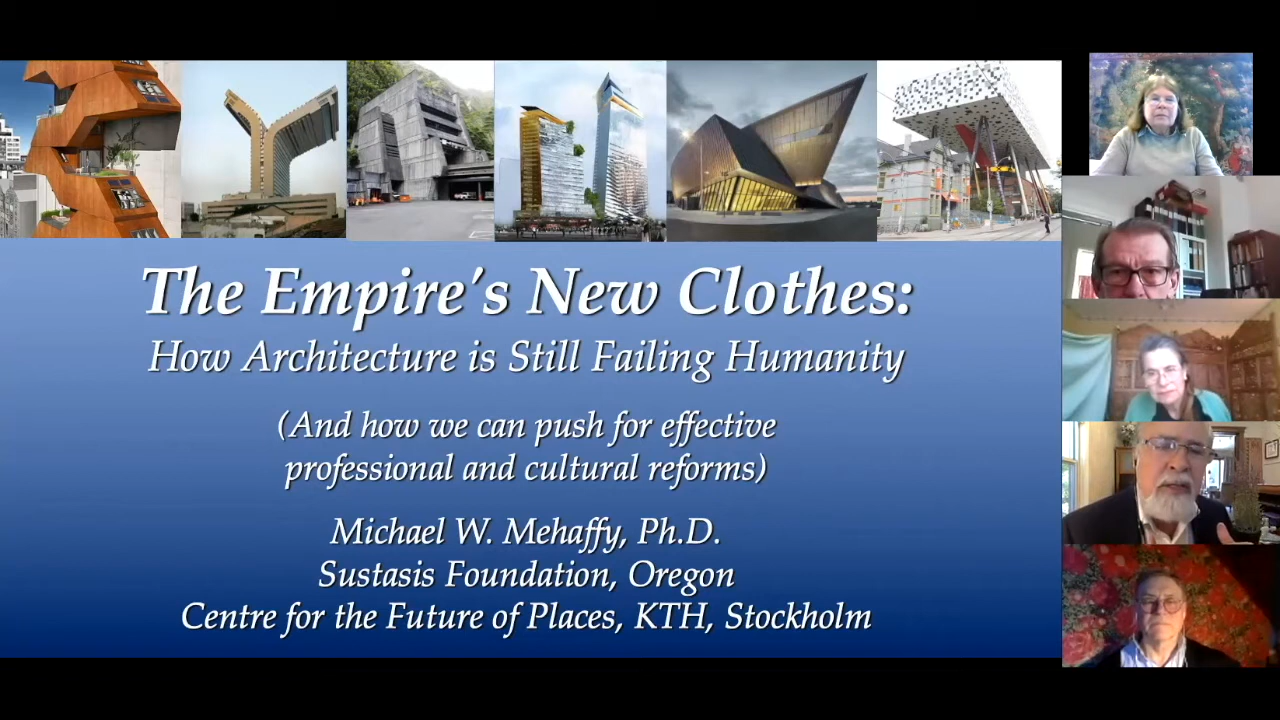 The Empire's New Clothes:
How Architecture is Still Failing Humanity
(And how we can push for effective
professional and cultural reforms)
Michael W. Mehaffy, Ph.D.
Sustasis Foundation, Oregon
Centre for the Future of Places, KTH, Stockholm